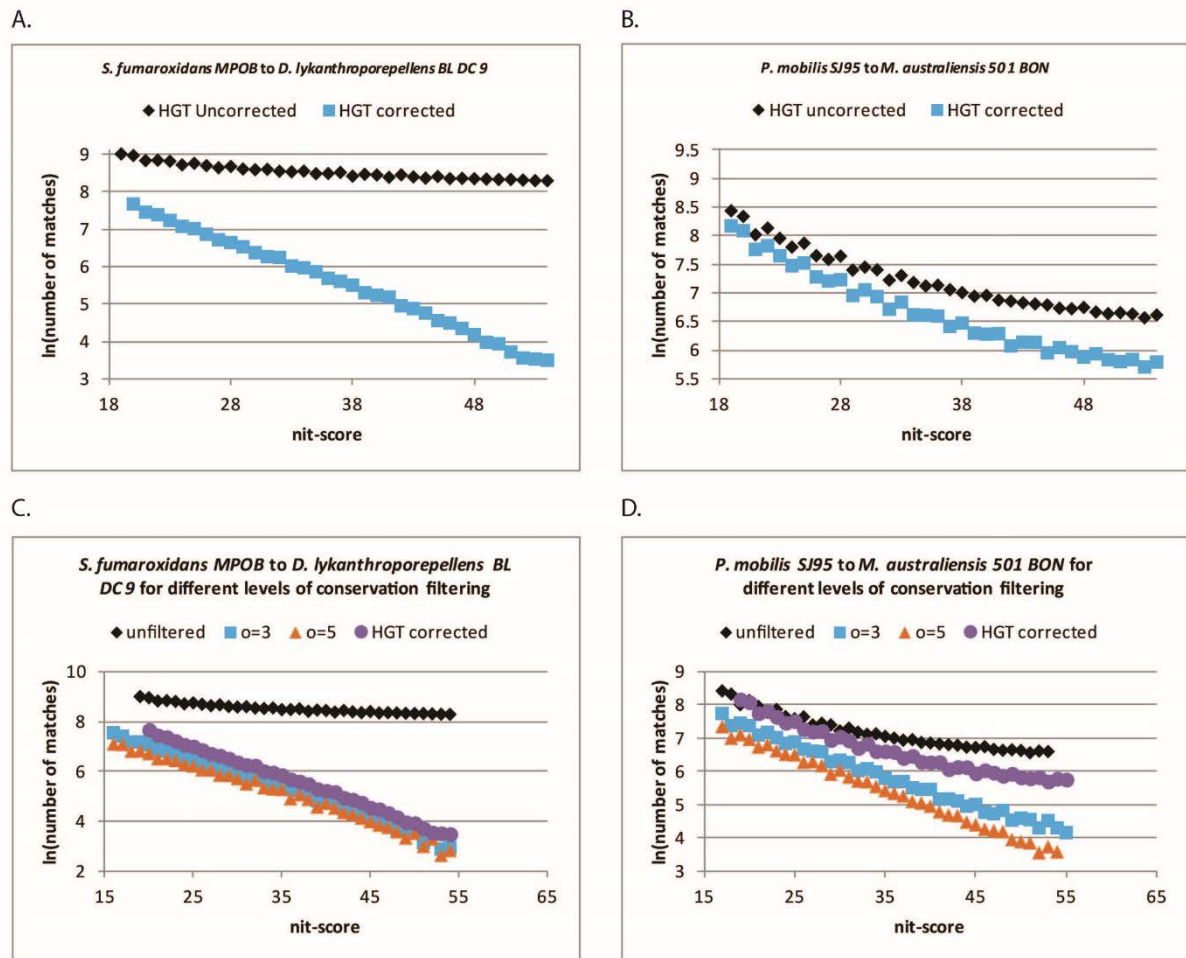 A.
S. fumaroxidans MPOB to D. lykanthroporepellens BL DC 9
HGT Uncorrected HGT corrected
9
8
7
6
5
4
3
18 28 38 48
ln(number of matches)
nit-score
B.
P. mobilis SJ95 to M. australiensis 501 BON
HGT uncorrected HGT corrected
9.5
9
8.5
8
7.5
7
6.5
6
5.5
18 28 38 48
ln(number of matches)
nit-score
C.
S. fumaroxidans MPOB to D. lykanthroporepellens BL
DC 9 for different levels of conservation filtering
unfiltered o=3 o=5 HGT corrected
10
8
6
4
2
15 25 35 45 55 65
ln(number of matches)
nit-score
D.
P. mobilis SJ95 to M. australiensis 501 BON for
different levels of conservation filtering
unfiltered o=3 o=5 HGT corrected
9
8
7
6
5
4
3
15 25 35 45 55 65
ln(number of matches)
nit-score